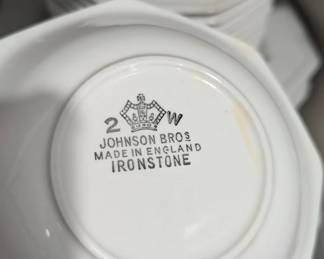 2 W
JOHNSON BROS
MADE IN ENGLAND
IRONSTONE